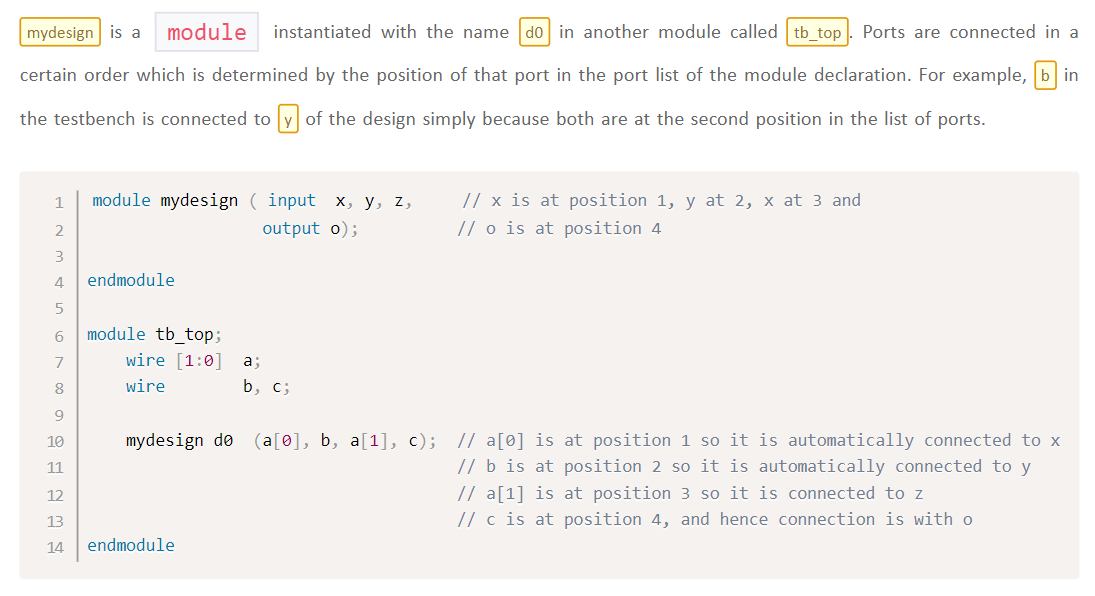 mydesign is a module instantiated with the name d0 in another module called tb_top. Ports are connected in a
certain order which is determined by the position of that port in the port list of the module declaration. For example, b in
the testbench is connected to y of the design simply because both are at the second position in the list of ports.
1 module mydesign ( input  x, y, z,     // x is at position 1, y at 2, x at 3 and
2                  output o);          // o is at position 4
3
4 endmodule
5
6 module tb_top;
7     wire [1:0]  a;
8     wire        b, c;
9
10     mydesign d0  (a[0], b, a[1], c);  // a[0] is at position 1 so it is automatically connected to x
11                                       // b is at position 2 so it is automatically connected to y
12                                       // a[1] is at position 3 so it is connected to z
13                                       // c is at position 4, and hence connection is with o
14 endmodule